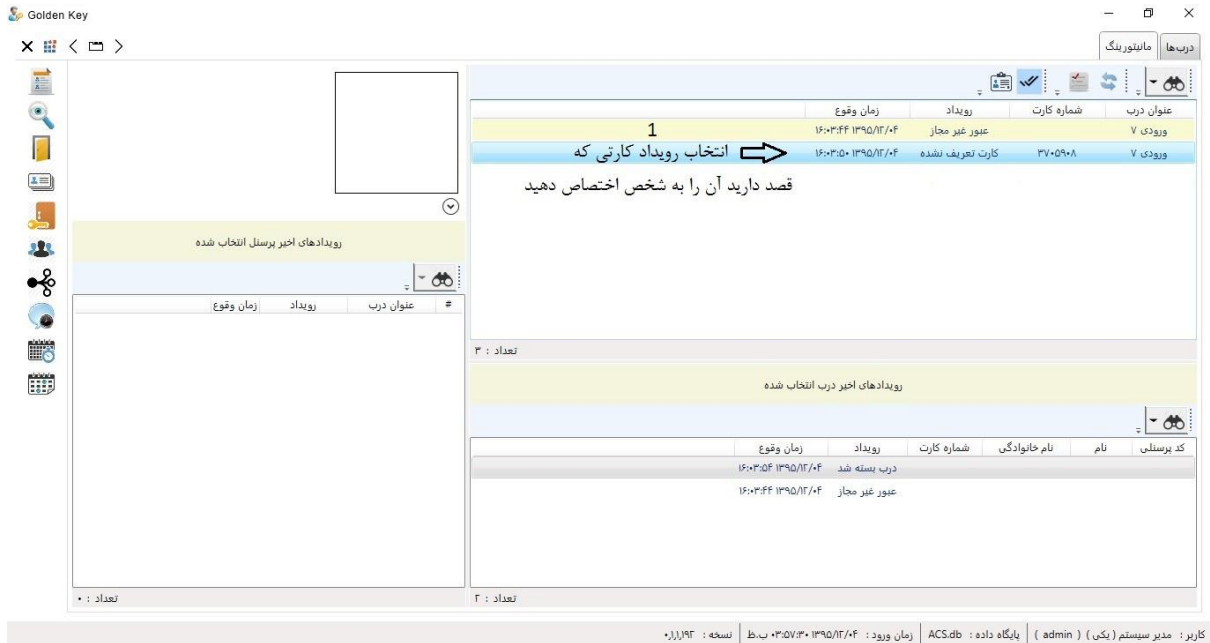 Golden Key
درب‌ها
مانیتورینگ
عنوان درب شماره کارت رویداد زمان وقوع
ورودی ۷ عبور غیر مجاز ۱۳۹۵/۱۲/۰۴ ۱۶:۰۳:۴۴
1
ورودی ۷ ۳۷۰۵۹۰۸ کارت تعریف نشده ۱۳۹۵/۱۲/۰۴ ۱۶:۰۳:۵۰
انتخاب رویداد کارتی که
قصد دارید آن را به شخص اختصاص دهید
تعداد : ۳
رویدادهای اخیر پرسنل انتخاب شده
# عنوان درب رویداد زمان وقوع
تعداد : ۰
رویدادهای اخیر درب انتخاب شده
کد پرسنلی نام نام خانوادگی شماره کارت رویداد زمان وقوع
درب بسته شد ۱۳۹۵/۱۲/۰۴ ۱۶:۰۳:۵۴
عبور غیر مجاز ۱۳۹۵/۱۲/۰۴ ۱۶:۰۳:۴۴
تعداد : ۲
کاربر : مدیر سیستم ( یکی ) ( admin ) پایگاه داده : ACS.db زمان ورود : ۱۳۹۵/۱۲/۰۴ ۰۳:۵۷:۳۰ ب.ظ نسخه : ۰,۱,۱,۱۹۲